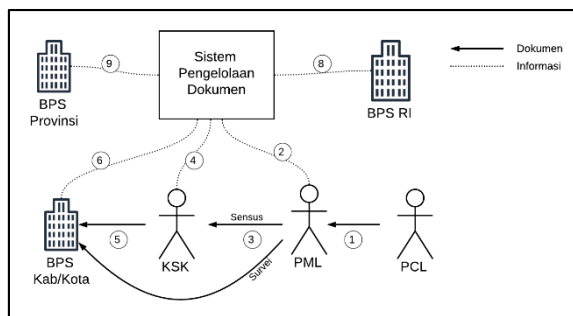 9
BPS
Provinsi
Sistem
Pengelolaan
Dokumen
8
BPS RI
Dokumen
Informasi
6
4
2
BPS
Kab/Kota
5
KSK
Sensus
3
Survei
PML
1
PCL